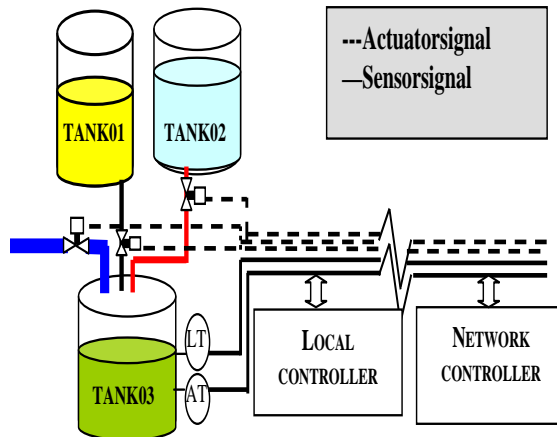 ---Actuatorsignal
—Sensorsignal
TANK01
TANK02
LT
AT
TANK03
LOCAL
CONTROLLER
NETWORK
CONTROLLER